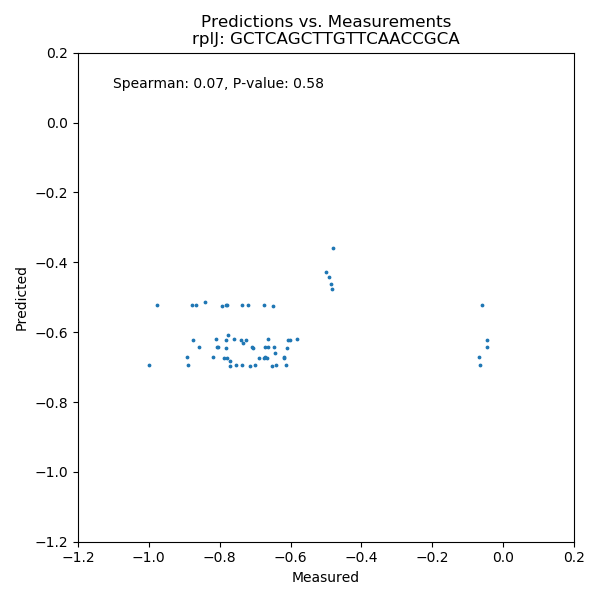 Predictions vs. Measurements
rplJ: GCTCAGCTTGTTCAACCGCA
0.2
Spearman: 0.07, P-value: 0.58
0.0
−0.2
−0.4
Predicted
−0.6
−0.8
−1.0
−1.2
−1.2 −1.0 −0.8 −0.6 −0.4 −0.2 0.0 0.2
Measured